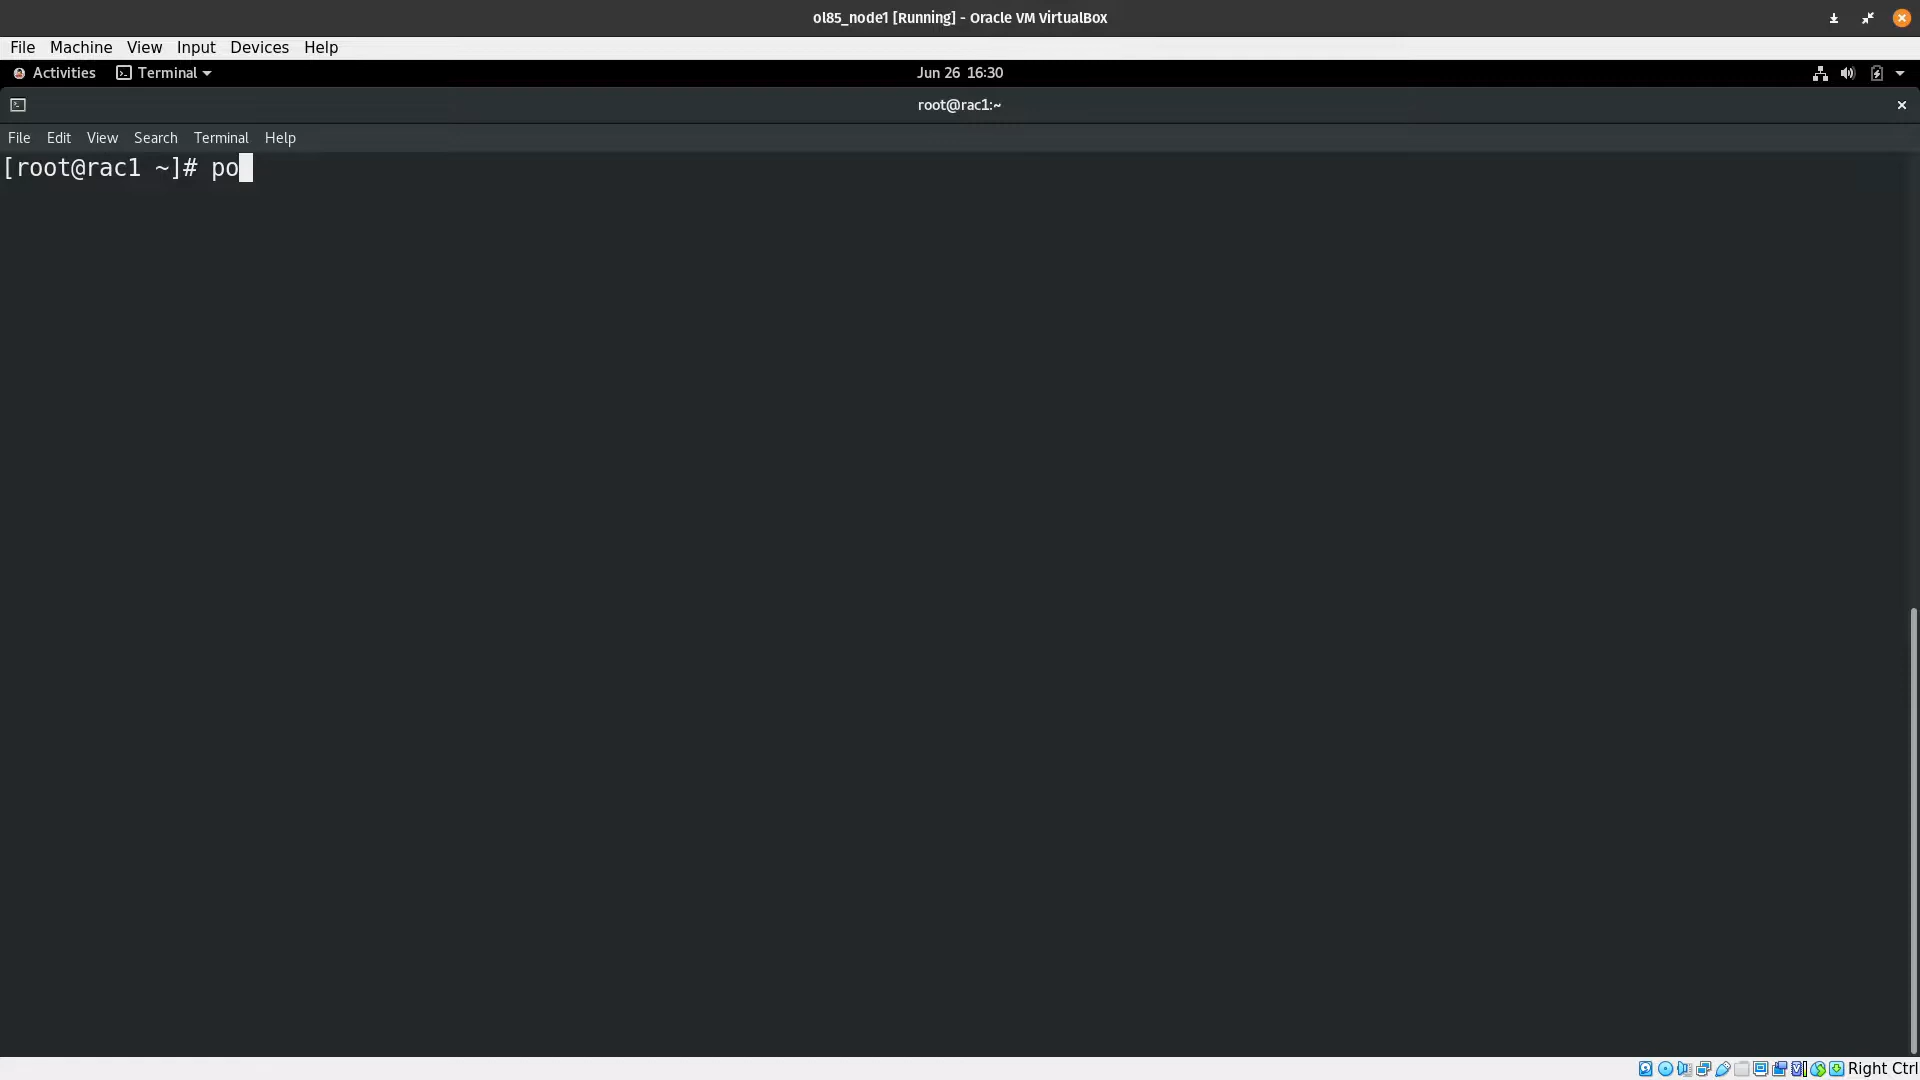 ol85_node1 [Running] - Oracle VM VirtualBox
File Machine View Input Devices Help
Activities Terminal Jun 26 16:30
root@rac1:~
File Edit View Search Terminal Help
[root@rac1 ~]# po
Right Ctrl